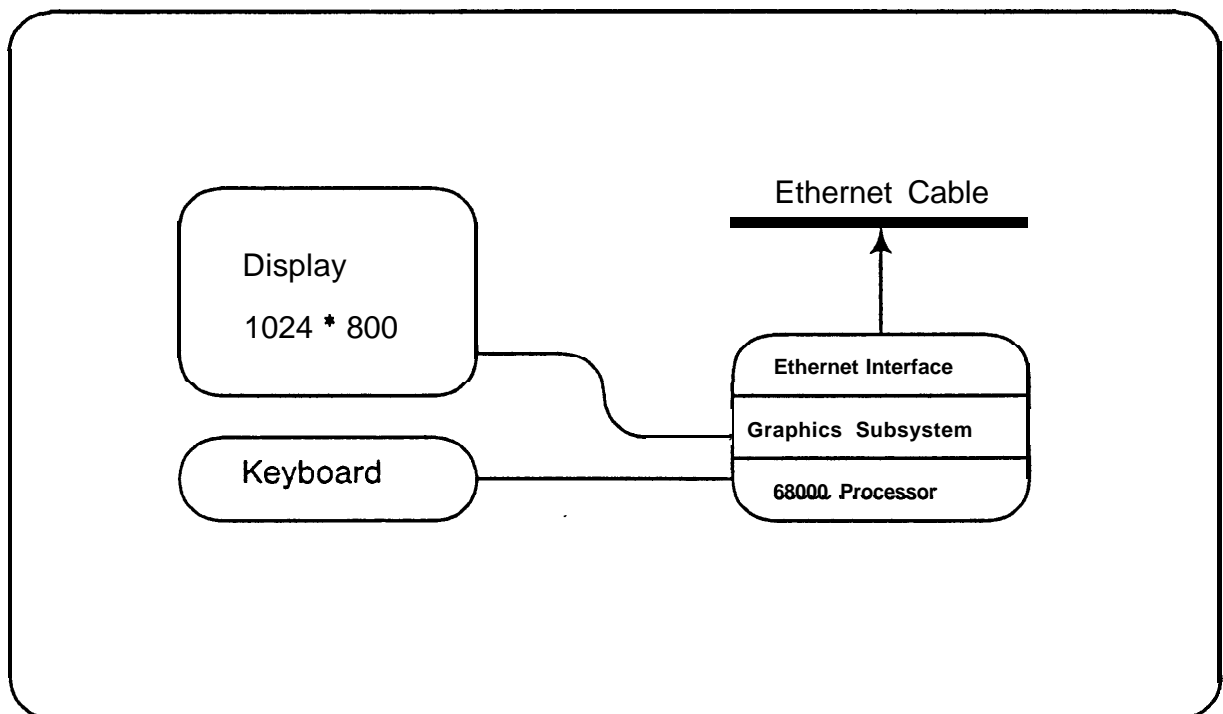 Ethernet Cable
Display
1024 * 800
Ethernet Interface
Graphics Subsystem
Keyboard
68000 Processor